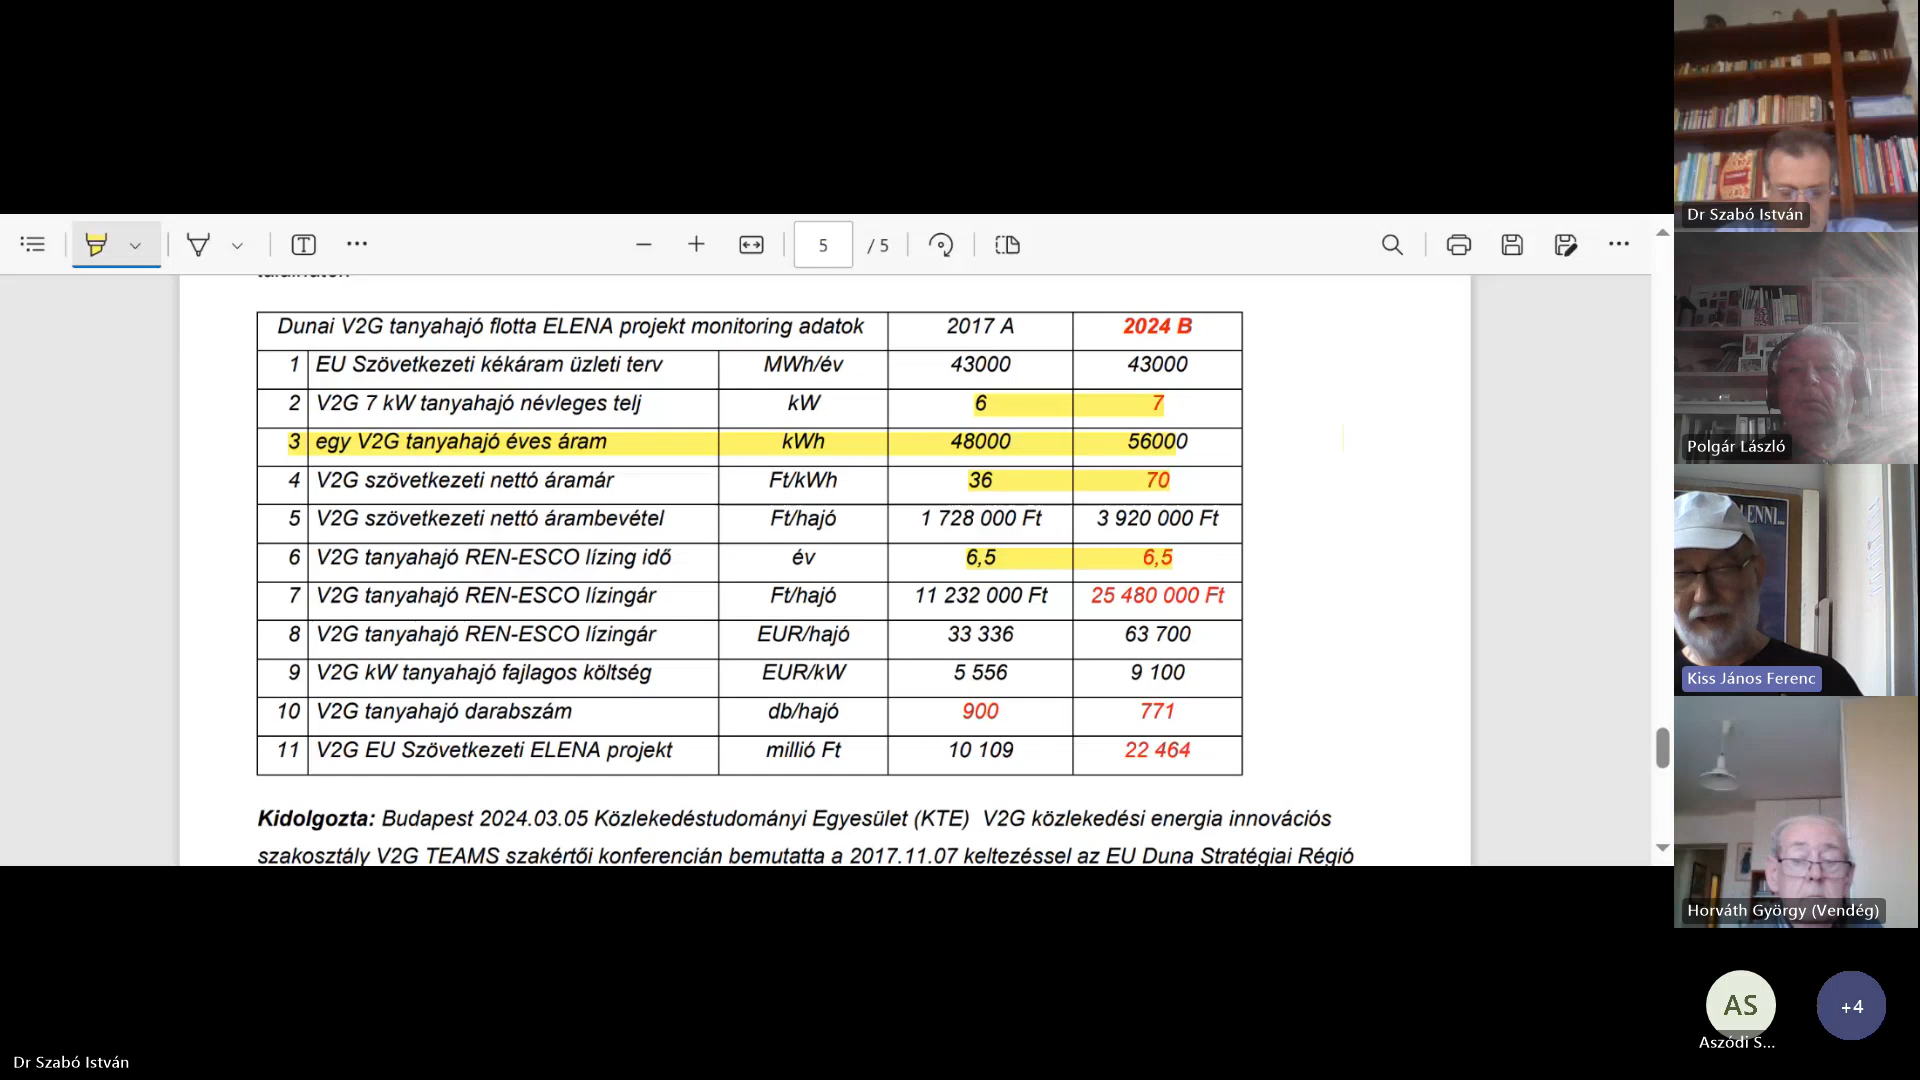 5 / 5
Dunai V2G tanyahajó flotta ELENA projekt monitoring adatok 2017 A 2024 B
1 EU Szövetkezeti kékáram üzleti terv MWh/év 43000 43000
2 V2G 7 kW tanyahajó névleges telj kW 6 7
3 egy V2G tanyahajó éves áram kWh 48000 56000
4 V2G szövetkezeti nettó áramár Ft/kWh 36 70
5 V2G szövetkezeti nettó árambevétel Ft/hajó 1 728 000 Ft 3 920 000 Ft
6 V2G tanyahajó REN-ESCO lízing idő év 6,5 6,5
7 V2G tanyahajó REN-ESCO lízingár Ft/hajó 11 232 000 Ft 25 480 000 Ft
8 V2G tanyahajó REN-ESCO lízingár EUR/hajó 33 336 63 700
9 V2G kW tanyahajó fajlagos költség EUR/kW 5 556 9 100
10 V2G tanyahajó darabszám db/hajó 900 771
11 V2G EU Szövetkezeti ELENA projekt millió Ft 10 109 22 464
Kidolgozta: Budapest 2024.03.05 Közlekedéstudományi Egyesület (KTE) V2G közlekedési energia innovációs
szakosztály V2G TEAMS szakértői konferencián bemutatta a 2017.11.07 keltezéssel az EU Duna Stratégiai Régió
Dr Szabó István
Polgár László
Kiss János Ferenc
Horváth György (Vendég)
AS
Aszódi S...
+4
Dr Szabó István